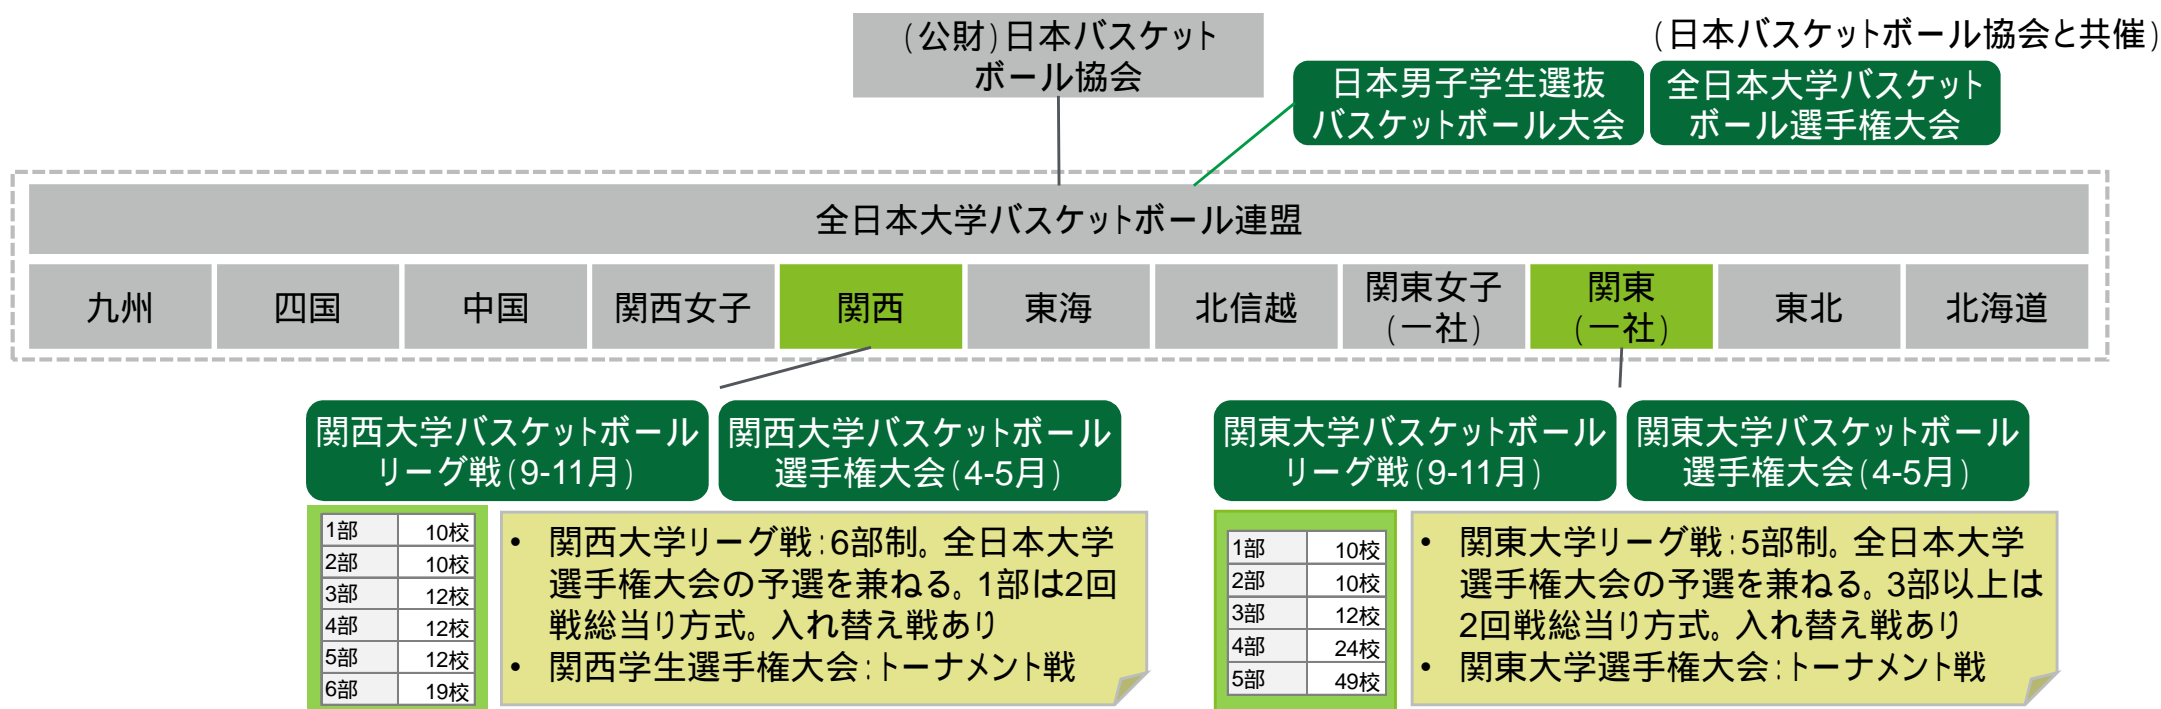 (公財)日本バスケット
ボール協会
(日本バスケットボール協会と共催)
日本男子学生選抜
バスケットボール大会
全日本大学バスケット
ボール選手権大会
全日本大学バスケットボール連盟
九州
四国
中国
関西女子
関西
東海
北信越
関東女子
(一社)
関東
(一社)
東北
北海道
関西大学バスケットボール
リーグ戦(9-11月)
関西大学バスケットボール
選手権大会(4-5月)
関東大学バスケットボール
リーグ戦(9-11月)
関東大学バスケットボール
選手権大会(4-5月)
1部 10校
2部 10校
3部 12校
4部 12校
5部 12校
6部 19校
• 関西大学リーグ戦:6部制。全日本大学
選手権大会の予選を兼ねる。1部は2回
戦総当り方式。入れ替え戦あり
• 関西学生選手権大会:トーナメント戦
1部 10校
2部 10校
3部 12校
4部 24校
5部 49校
• 関東大学リーグ戦:5部制。全日本大学
選手権大会の予選を兼ねる。3部以上は
2回戦総当り方式。入れ替え戦あり
• 関東大学選手権大会:トーナメント戦